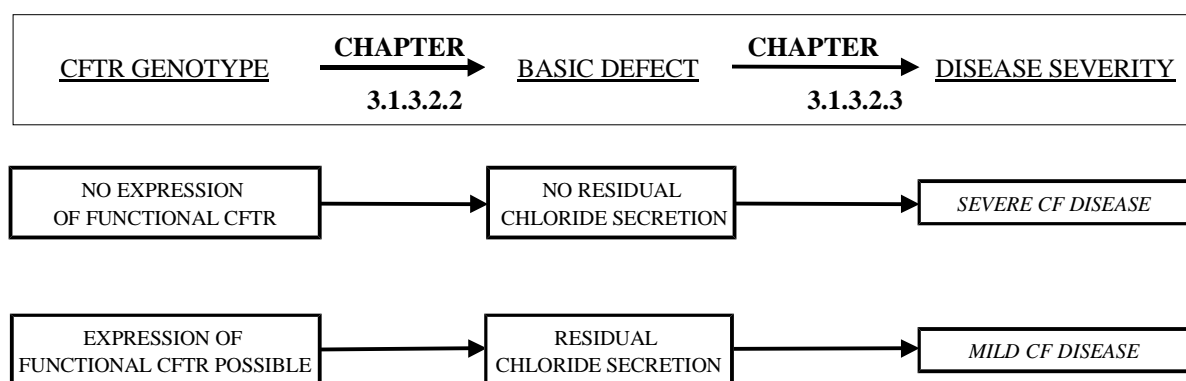 CHAPTER CHAPTER
CFTR GENOTYPE BASIC DEFECT DISEASE SEVERITY
3.1.3.2.2 3.1.3.2.3
NO EXPRESSION
OF FUNCTIONAL CFTR
NO RESIDUAL
CHLORIDE SECRETION
SEVERE CF DISEASE
EXPRESSION OF
FUNCTIONAL CFTR POSSIBLE
RESIDUAL
CHLORIDE SECRETION
MILD CF DISEASE